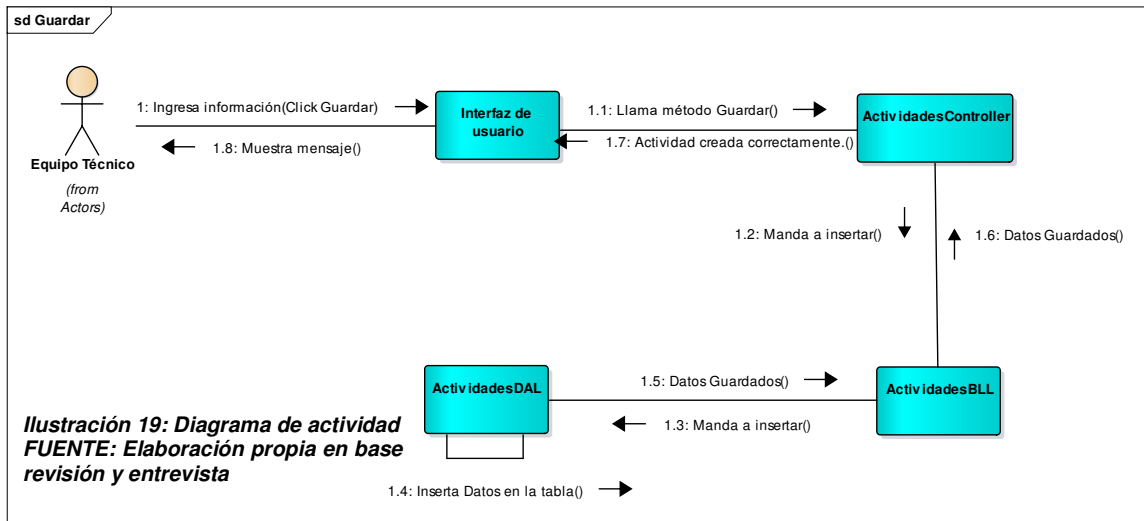 sd Guardar
1: Ingresa información(Click Guardar)
1.8: Muestra mensaje()
Equipo Técnico
(from
Actors)
Interfaz de
usuario
1.1: Llama método Guardar()
1.7: Actividad creada correctamente.()
ActividadesController
1.2: Manda a insertar()
1.6: Datos Guardados()
ActividadesDAL
1.5: Datos Guardados()
1.3: Manda a insertar()
ActividadesBLL
1.4: Inserta Datos en la tabla()
Ilustración 19: Diagrama de actividad
FUENTE: Elaboración propia en base
revisión y entrevista